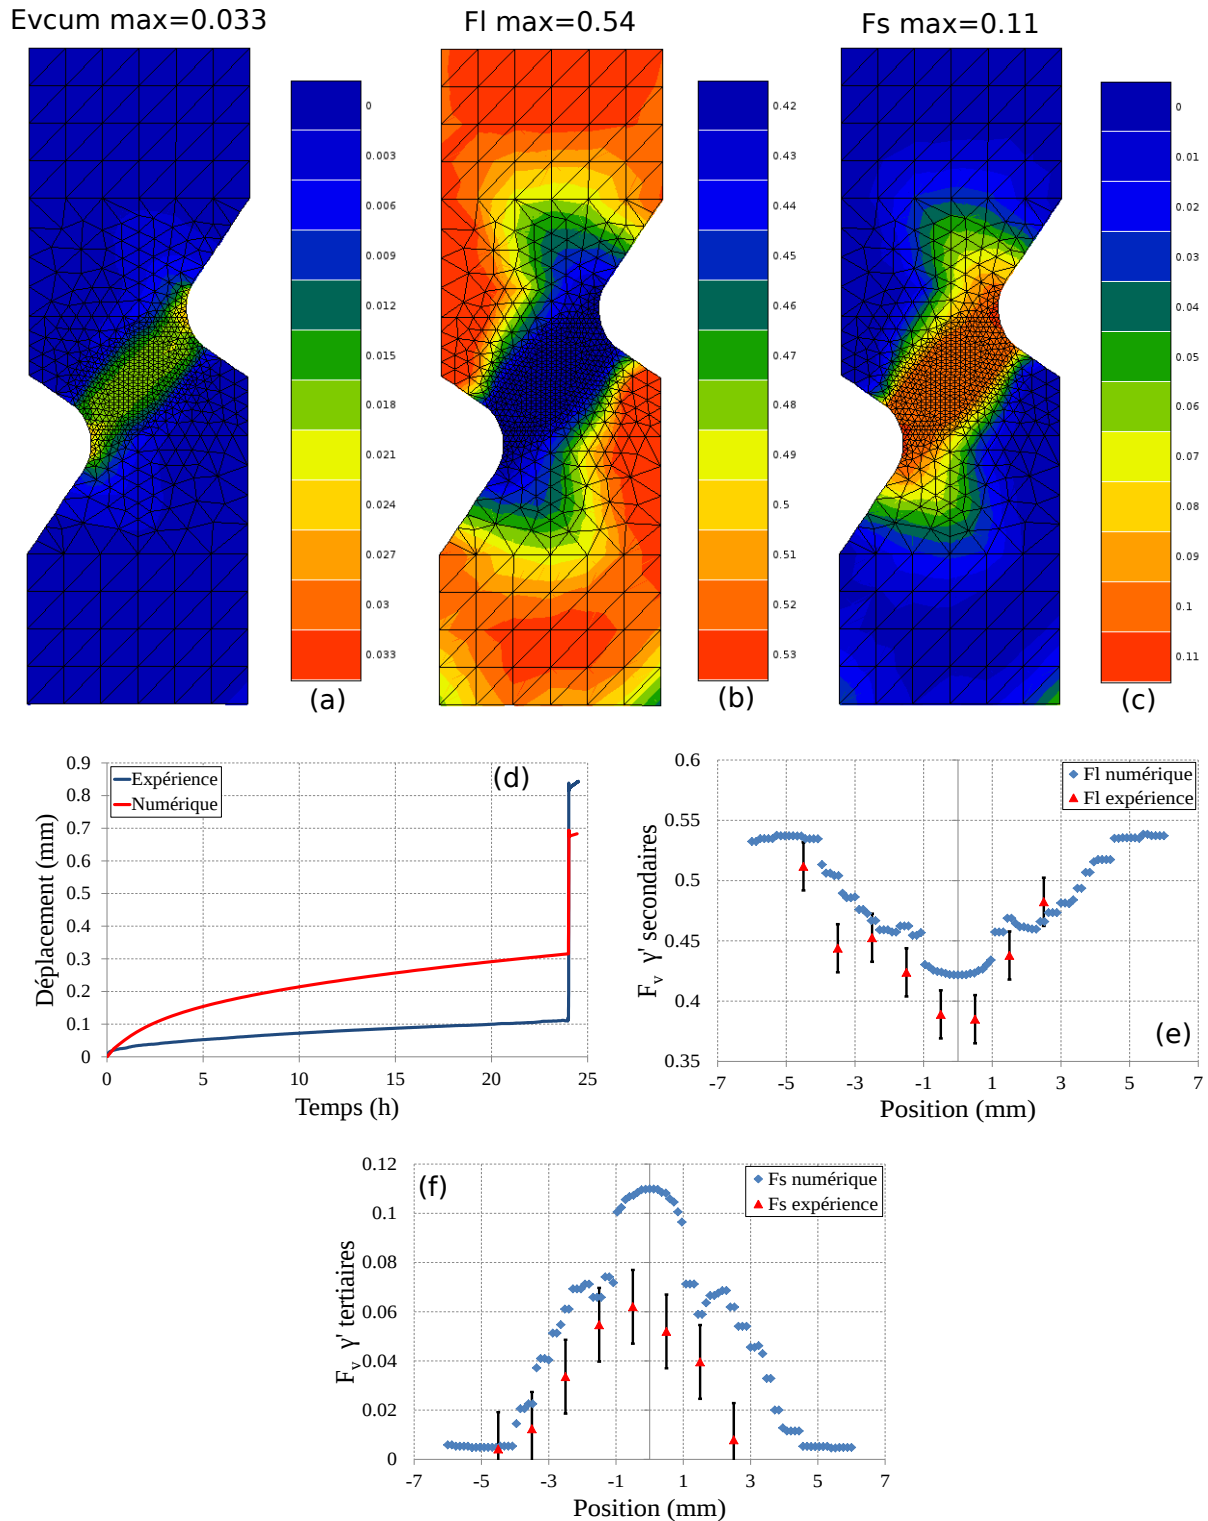 Evcum max=0.033
Fl max=0.54
Fs max=0.11
0
0.003
0.006
0.009
0.012
0.015
0.018
0.021
0.024
0.027
0.03
0.033
(a)
0.42
0.43
0.44
0.45
0.46
0.47
0.48
0.49
0.5
0.51
0.52
0.53
(b)
0
0.01
0.02
0.03
0.04
0.05
0.06
0.07
0.08
0.09
0.1
0.11
(c)
0.9
0.8
0.7
0.6
0.5
0.4
0.3
0.2
0.1
0
Déplacement (mm)
Expérience
Numérique
(d)
0 5 10 15 20 25
Temps (h)
0.6
0.55
0.5
0.45
0.4
0.35
Fv γ' secondaires
Fl numérique
Fl expérience
(e)
-7 -5 -3 -1 1 3 5 7
Position (mm)
0.12
0.1
0.08
0.06
0.04
0.02
0
Fv γ' tertiaires
(f)
Fs numérique
Fs expérience
-7 -5 -3 -1 1 3 5 7
Position (mm)